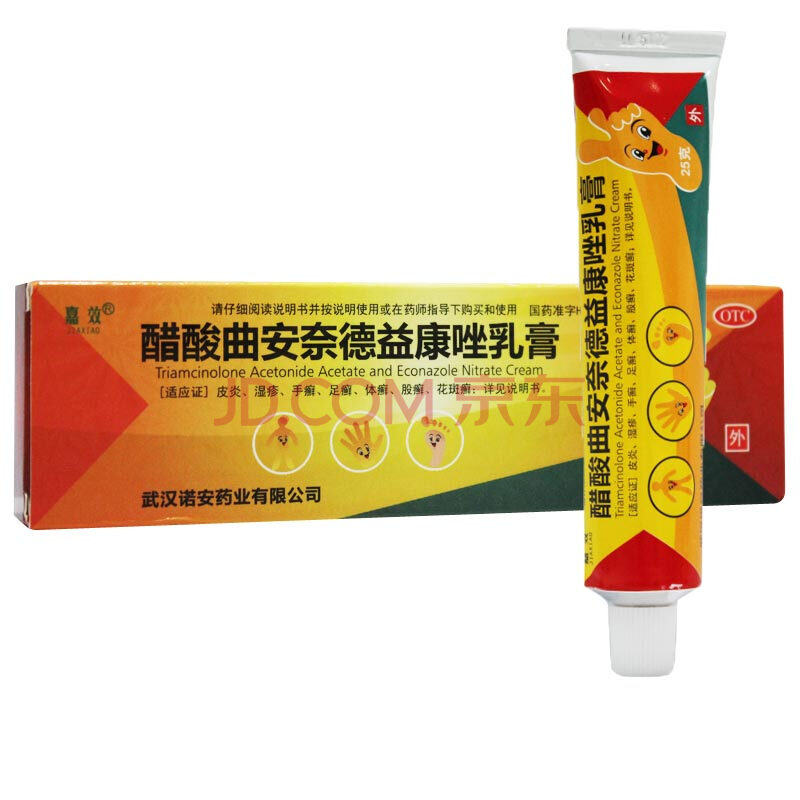 嘉效®
JIAXIAO
请仔细阅读说明书并按说明使用或在药师指导下购买和使用 国药准字H
醋酸曲安奈德益康唑乳膏
Triamcinolone Acetonide Acetate and Econazole Nitrate Cream
[适应证] 皮炎、湿疹、手癣、足癣、体癣、股癣、花斑癣;详见说明书。
武汉诺安药业有限公司
OTC
外
JD.COM 京东
外
25克
醋酸曲安奈德益康唑乳膏
Triamcinolone Acetonide Acetate and Econazole Nitrate Cream
[适应证] 皮炎、湿疹、手癣、足癣、体癣、股癣、花斑癣;详见说明书。
嘉效
JIAXIAO